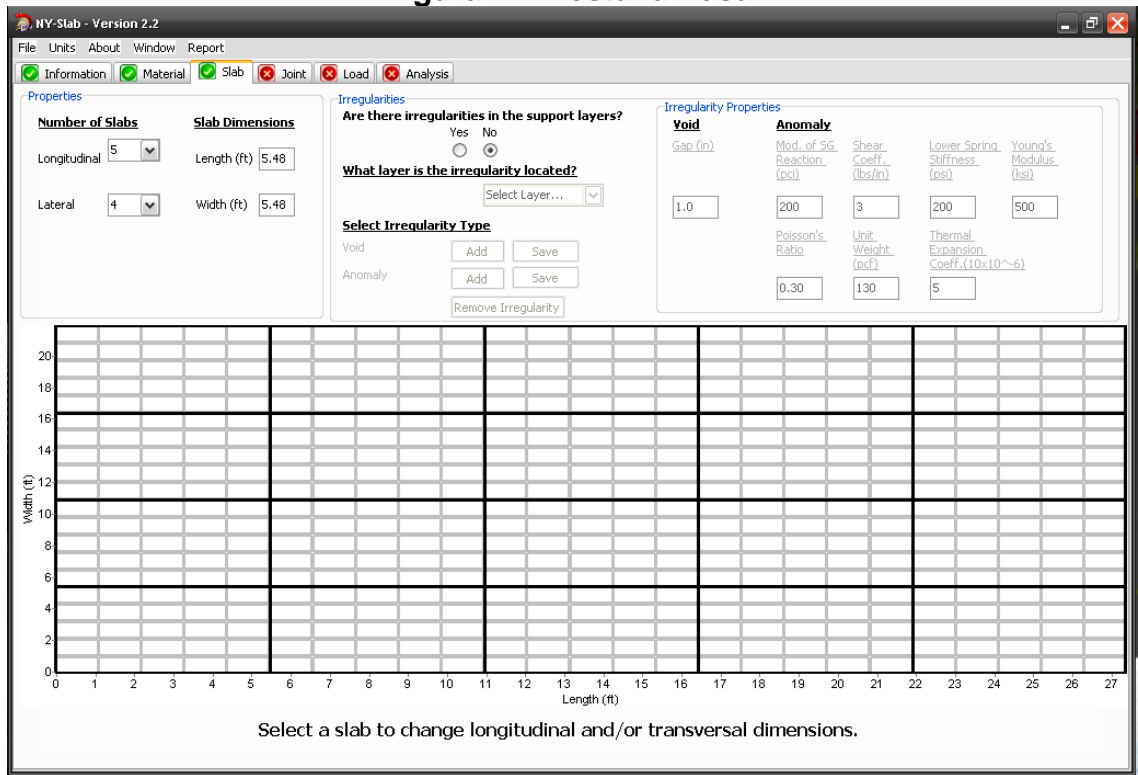 NY-Slab - Version 2.2
File Units About Window Report
Information Material Slab Joint Load Analysis
Properties
Number of Slabs Slab Dimensions
Longitudinal 5 Length (ft) 5.48
Lateral 4 Width (ft) 5.48
Irregularities
Are there irregularities in the support layers?
Yes No
What layer is the irregularity located?
Select Layer...
Select Irregularity Type
Void Add Save
Anomaly Add Save
Remove Irregularity
Irregularity Properties
Void Anomaly
Gap (in)
Mod. of SG
Reaction
(pci)
Shear
Coeff.
(lbs/in)
Lower Spring
Stiffness
(psi)
Young's
Modulus
(ksi)
1.0 200 3 200 500
Poisson's
Ratio
Unit
Weight
(pcf)
Thermal
Expansion
Coeff.(10x10^-6)
0.30 130 5
20
18
16
14
12
10
8
6
4
2
0
Width (ft)
0 1 2 3 4 5 6 7 8 9 10 11 12 13 14 15 16 17 18 19 20 21 22 23 24 25 26 27
Length (ft)
Select a slab to change longitudinal and/or transversal dimensions.